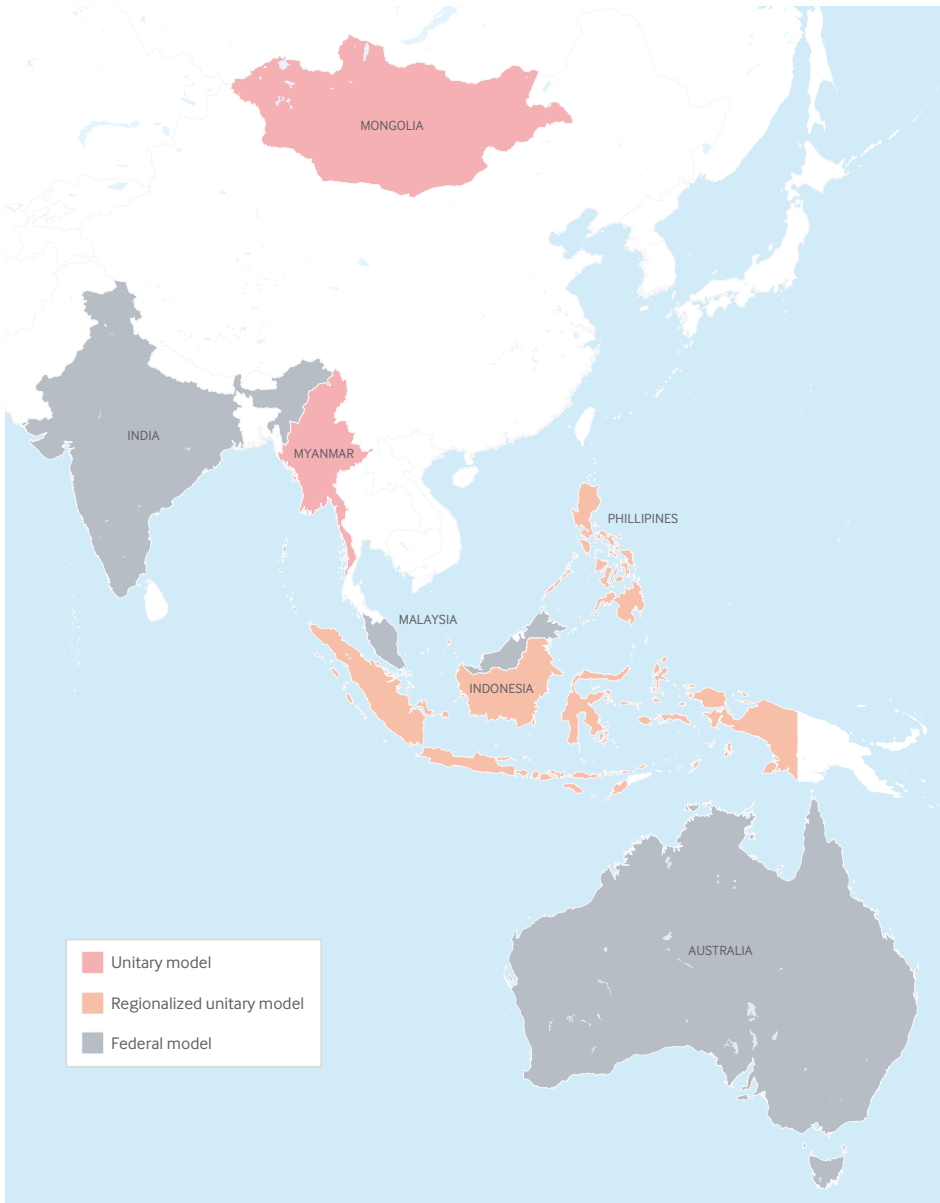 MONGOLIA
INDIA
MYANMAR
PHILLIPINES
MALAYSIA
INDONESIA
AUSTRALIA
Unitary model
Regionalized unitary model
Federal model